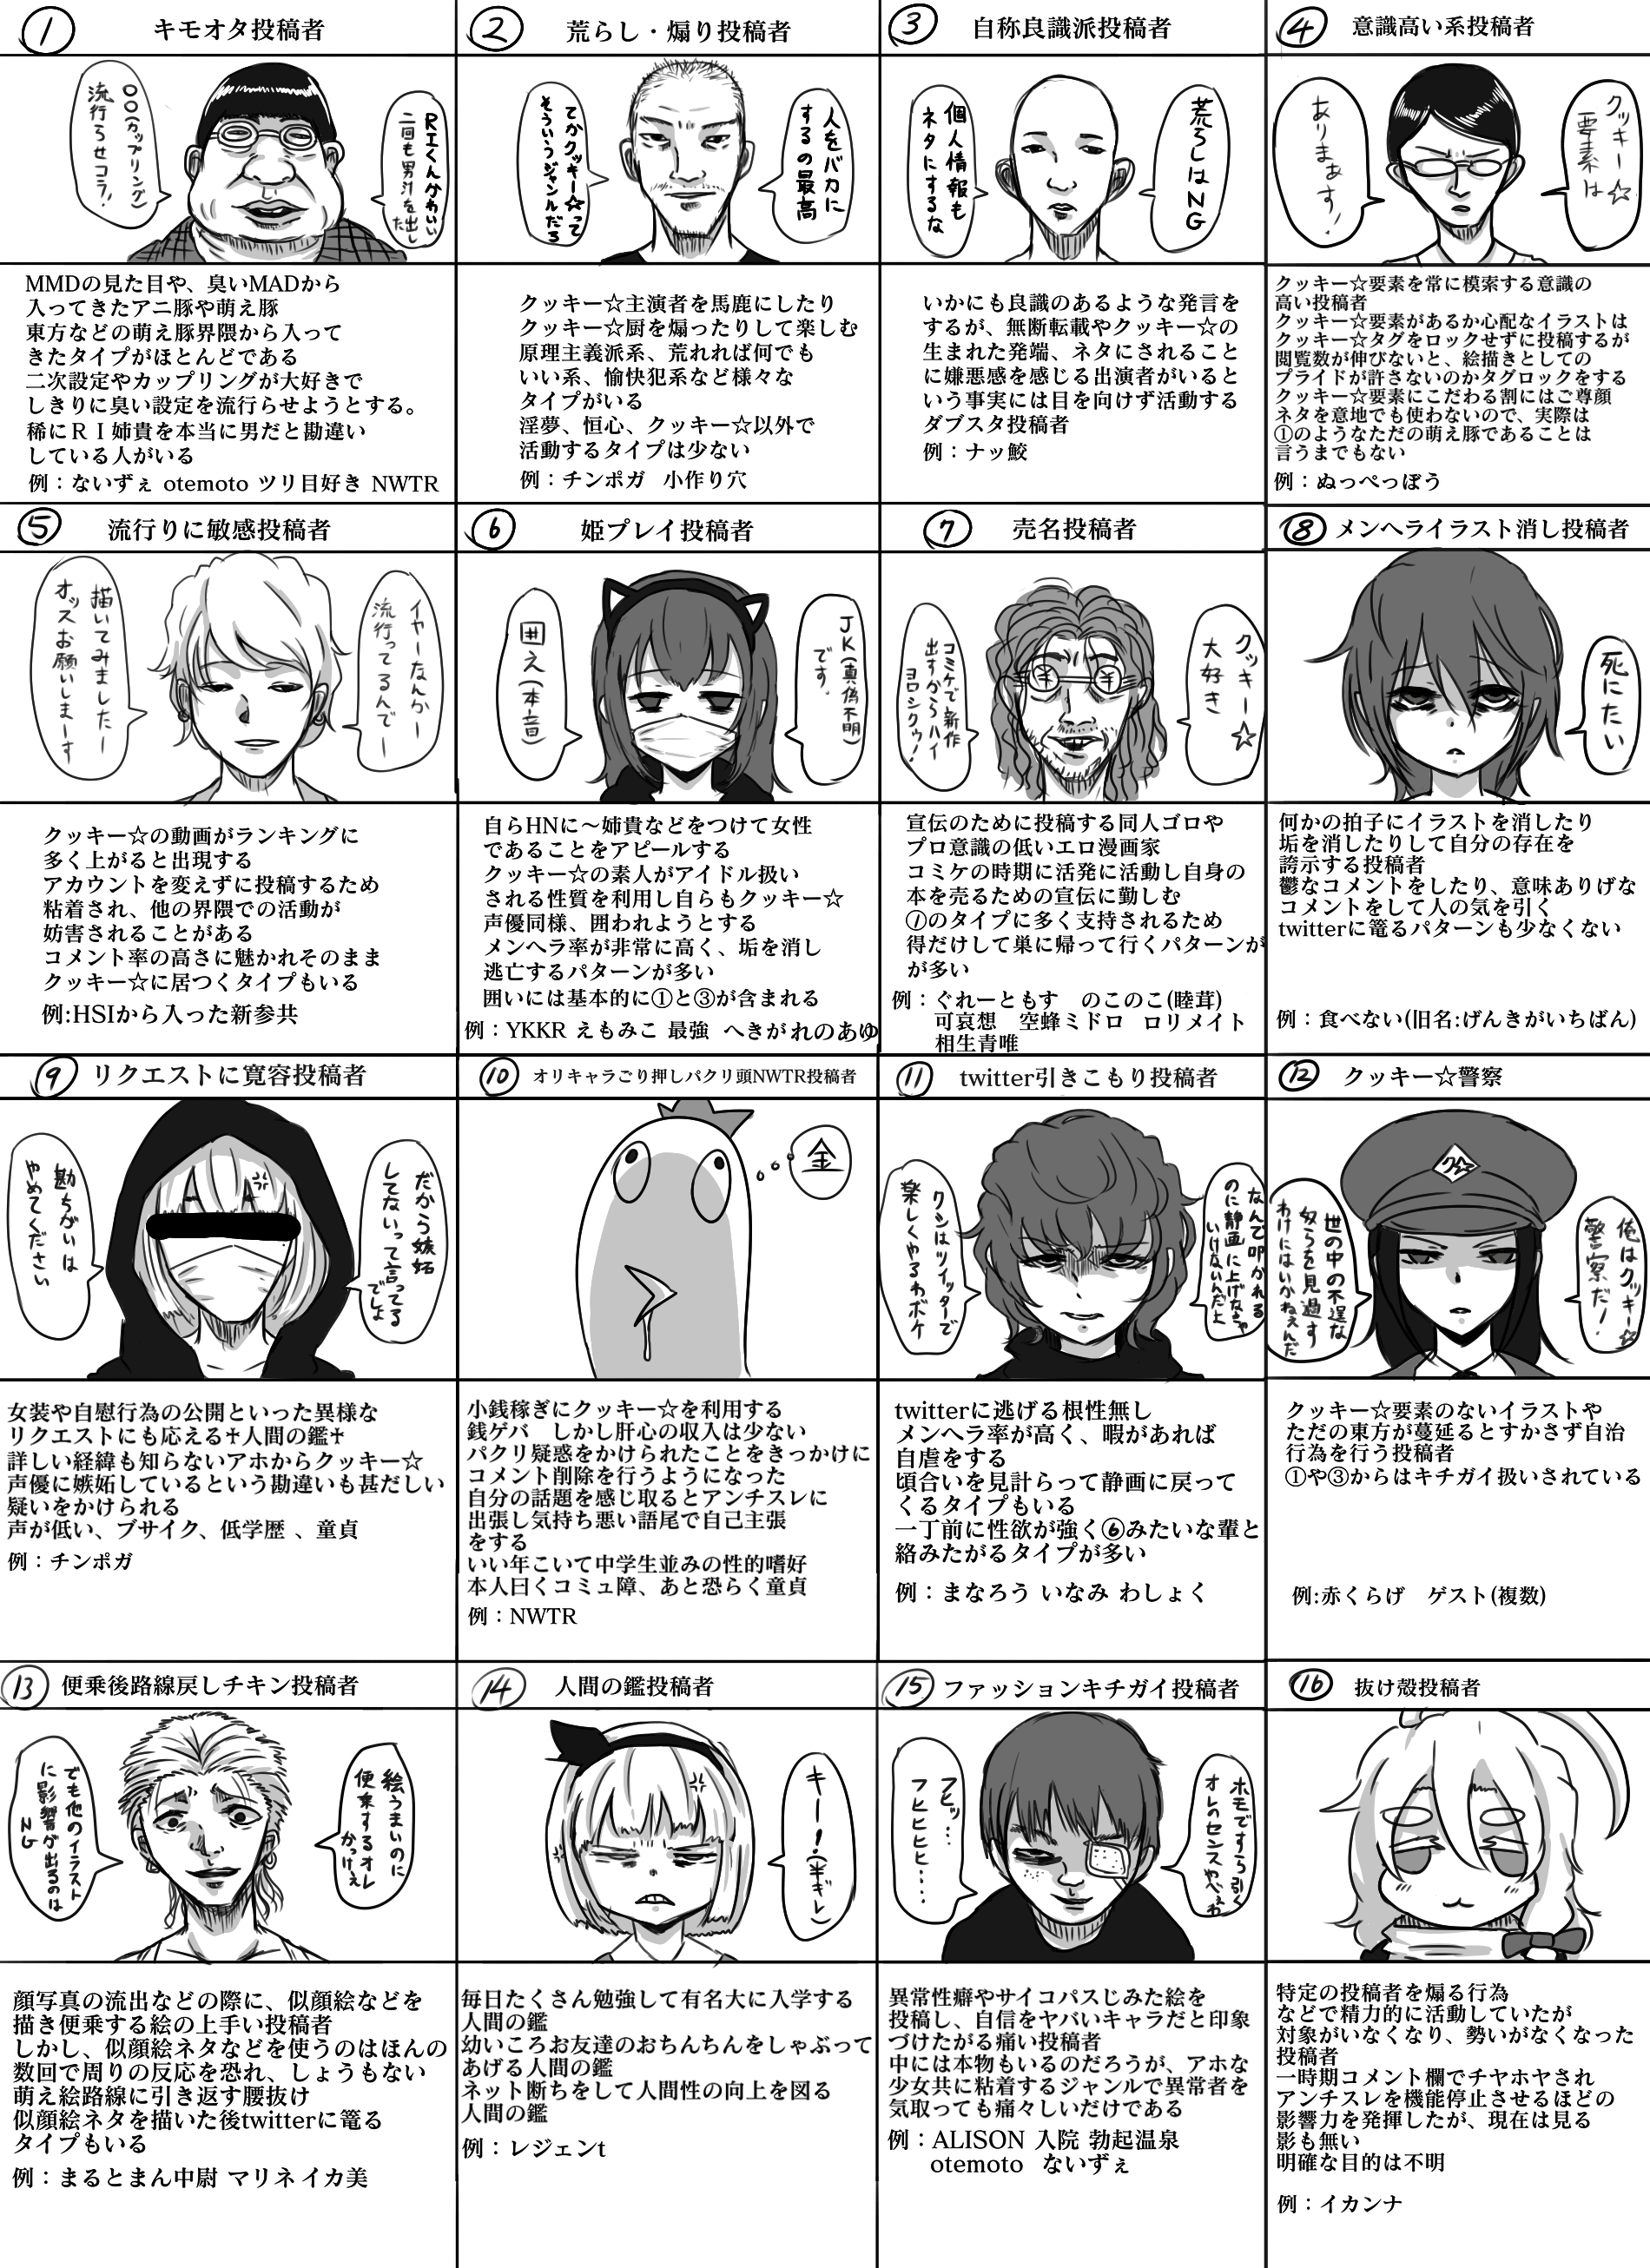 ① キモオタ投稿者
RIくんかわいい
二回も男汁を出し
た
〇〇(カップリング)
流行らせコラ!
MMDの見た目や、臭いMADから
入ってきたアニ豚や萌え豚
東方などの萌え豚界隈から入って
きたタイプがほとんどである
二次設定やカップリングが大好きで
しきりに臭い設定を流行らせようとする。
稀にRI姉貴を本当に男だと勘違い
している人がいる
例：ないずぇ otemoto ツリ目好き NWTR
② 荒らし・煽り投稿者
人をバカに
するの最高
てかクッキー☆って
そういうジャンルだろ
クッキー☆主演者を馬鹿にしたり
クッキー☆厨を煽ったりして楽しむ
原理主義派系、荒れれば何でも
いい系、愉快犯系など様々な
タイプがいる
淫夢、恒心、クッキー☆以外で
活動するタイプは少ない
例：チンポガ 小作り穴
③ 自称良識派投稿者
荒らしはNG
個人情報も
ネタにするな
いかにも良識のあるような発言を
するが、無断転載やクッキー☆の
生まれた発端、ネタにされること
に嫌悪感を感じる出演者がいると
いう事実には目を向けず活動する
ダブスタ投稿者
例：ナッ鮫
④ 意識高い系投稿者
クッキー☆
要素は
ありまぁす!
クッキー☆要素を常に模索する意識の
高い投稿者
クッキー☆要素があるか心配なイラストは
クッキー☆タグをロックせずに投稿するが
閲覧数が伸びないと、絵描きとしての
プライドが許さないのかタグロックをする
クッキー☆要素にこだわる割にはご尊顔
ネタを意地でも使わないので、実際は
①のようなただの萌え豚であることは
言うまでもない
例：ぬっぺっぽう
⑤ 流行りに敏感投稿者
イヤーなんかー
流行ってるんでー
描いてみましたー
オッスお願いしまーす
クッキー☆の動画がランキングに
多く上がると出現する
アカウントを変えずに投稿するため
粘着され、他の界隈での活動が
妨害されることがある
コメント率の高さに魅かれそのまま
クッキー☆に居つくタイプもいる
例:HSIから入った新参共
⑥ 姫プレイ投稿者
JK(真偽不明)
です。
囲え(本音)
自らHNに～姉貴などをつけて女性
であることをアピールする
クッキー☆の素人がアイドル扱い
される性質を利用し自らもクッキー☆
声優同様、囲われようとする
メンヘラ率が非常に高く、垢を消し
逃亡するパターンが多い
囲いには基本的に①と③が含まれる
例：YKKR えもみこ 最強 へきがれのあゆ
⑦ 売名投稿者
クッキー☆
大好き
コミケで新作
出すからハイ
ヨロシクゥ!
宣伝のために投稿する同人ゴロや
プロ意識の低いエロ漫画家
コミケの時期に活発に活動し自身の
本を売るための宣伝に勤しむ
①のタイプに多く支持されるため
得だけして巣に帰って行くパターンが
が多い
例：ぐれーともす のこのこ(睦茸)
可哀想 空蜂ミドロ ロリメイト
相生青唯
⑧ メンヘライラスト消し投稿者
死にたい
何かの拍子にイラストを消したり
垢を消したりして自分の存在を
誇示する投稿者
鬱なコメントをしたり、意味ありげな
コメントをして人の気を引く
twitterに篭るパターンも少なくない
例：食べない(旧名:げんきがいちばん)
⑨ リクエストに寛容投稿者
だから嫉妬
してないって言ってる
でしょ
勘ちがいは
やめてください
女装や自慰行為の公開といった異様な
リクエストにも応える♰人間の鑑♰
詳しい経緯も知らないアホからクッキー☆
声優に嫉妬しているという勘違いも甚だしい
疑いをかけられる
声が低い、ブサイク、低学歴 、童貞
例：チンポガ
⑩ オリキャラごり押しパクリ頭NWTR投稿者
金
小銭稼ぎにクッキー☆を利用する
銭ゲバ しかし肝心の収入は少ない
パクリ疑惑をかけられたことをきっかけに
コメント削除を行うようになった
自分の話題を感じ取るとアンチスレに
出張し気持ち悪い語尾で自己主張
をする
いい年こいて中学生並みの性的嗜好
本人曰くコミュ障、あと恐らく童貞
例：NWTR
⑪ twitter引きこもり投稿者
なんで叩かれる
のに静画に上げなきゃ
いけないんだよ
ワシはツイッターで
楽しくやるわボケ
twitterに逃げる根性無し
メンヘラ率が高く、暇があれば
自虐をする
頃合いを見計らって静画に戻って
くるタイプもいる
一丁前に性欲が強く⑥みたいな輩と
絡みたがるタイプが多い
例：まなろう いなみ わしょく
⑫ クッキー☆警察
ク☆
俺はクッキー☆
警察だ!
世の中の不逞な
奴らを見過す
わけにはいかねぇんだ
クッキー☆要素のないイラストや
ただの東方が蔓延るとすかさず自治
行為を行う投稿者
①や③からはキチガイ扱いされている
例:赤くらげ ゲスト(複数)
⑬ 便乗後路線戻しチキン投稿者
絵うまいのに
便乗するオレ
かっけえ
でも他のイラスト
に影響が出るのは
NG
顔写真の流出などの際に、似顔絵などを
描き便乗する絵の上手い投稿者
しかし、似顔絵ネタなどを使うのはほんの
数回で周りの反応を恐れ、しょうもない
萌え絵路線に引き返す腰抜け
似顔絵ネタを描いた後twitterに篭る
タイプもいる
例：まるとまん中尉 マリネイカ美
⑭ 人間の鑑投稿者
キー!(半ギレ)
毎日たくさん勉強して有名大に入学する
人間の鑑
幼いころお友達のおちんちんをしゃぶって
あげる人間の鑑
ネット断ちをして人間性の向上を図る
人間の鑑
例：レジェンt
⑮ ファッションキチガイ投稿者
ホモですら引く
オレのセンスやべぇわ
フヒッ…
フヒヒヒヒ……
異常性癖やサイコパスじみた絵を
投稿し、自信をヤバいキャラだと印象
づけたがる痛い投稿者
中には本物もいるのだろうが、アホな
少女共に粘着するジャンルで異常者を
気取っても痛々しいだけである
例：ALISON 入院 勃起温泉
otemoto ないずぇ
⑯ 抜け殻投稿者
特定の投稿者を煽る行為
などで精力的に活動していたが
対象がいなくなり、勢いがなくなった
投稿者
一時期コメント欄でチヤホヤされ
アンチスレを機能停止させるほどの
影響力を発揮したが、現在は見る
影も無い
明確な目的は不明
例：イカンナ